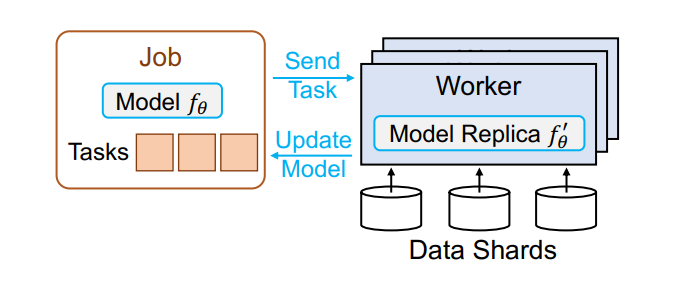 Job
Model fθ
Tasks
Send
Task
Update
Model
Worker
Model Replica f′θ
Data Shards